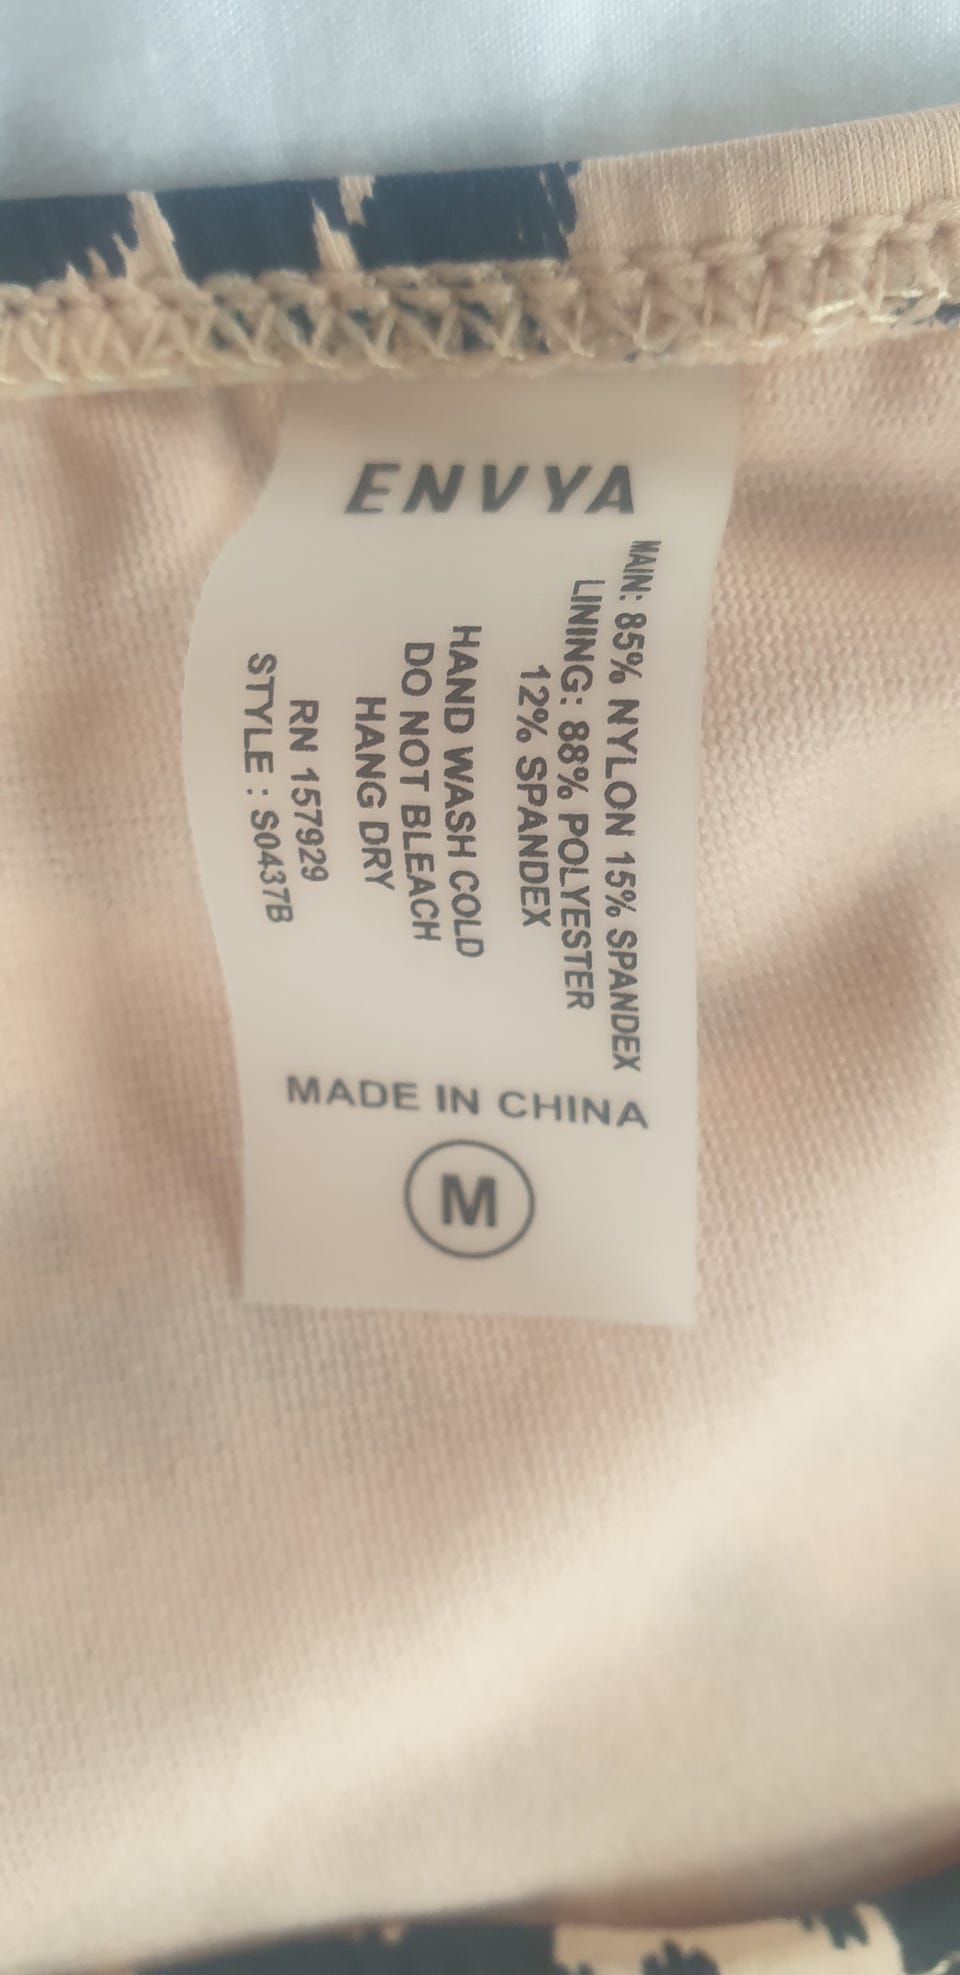 ENVYA
MAIN: 85% NYLON 15% SPANDEX
LINING: 88% POLYESTER
12% SPANDEX
HAND WASH COLD
DO NOT BLEACH
HANG DRY
RN 157929
STYLE : S0437B
MADE IN CHINA
M